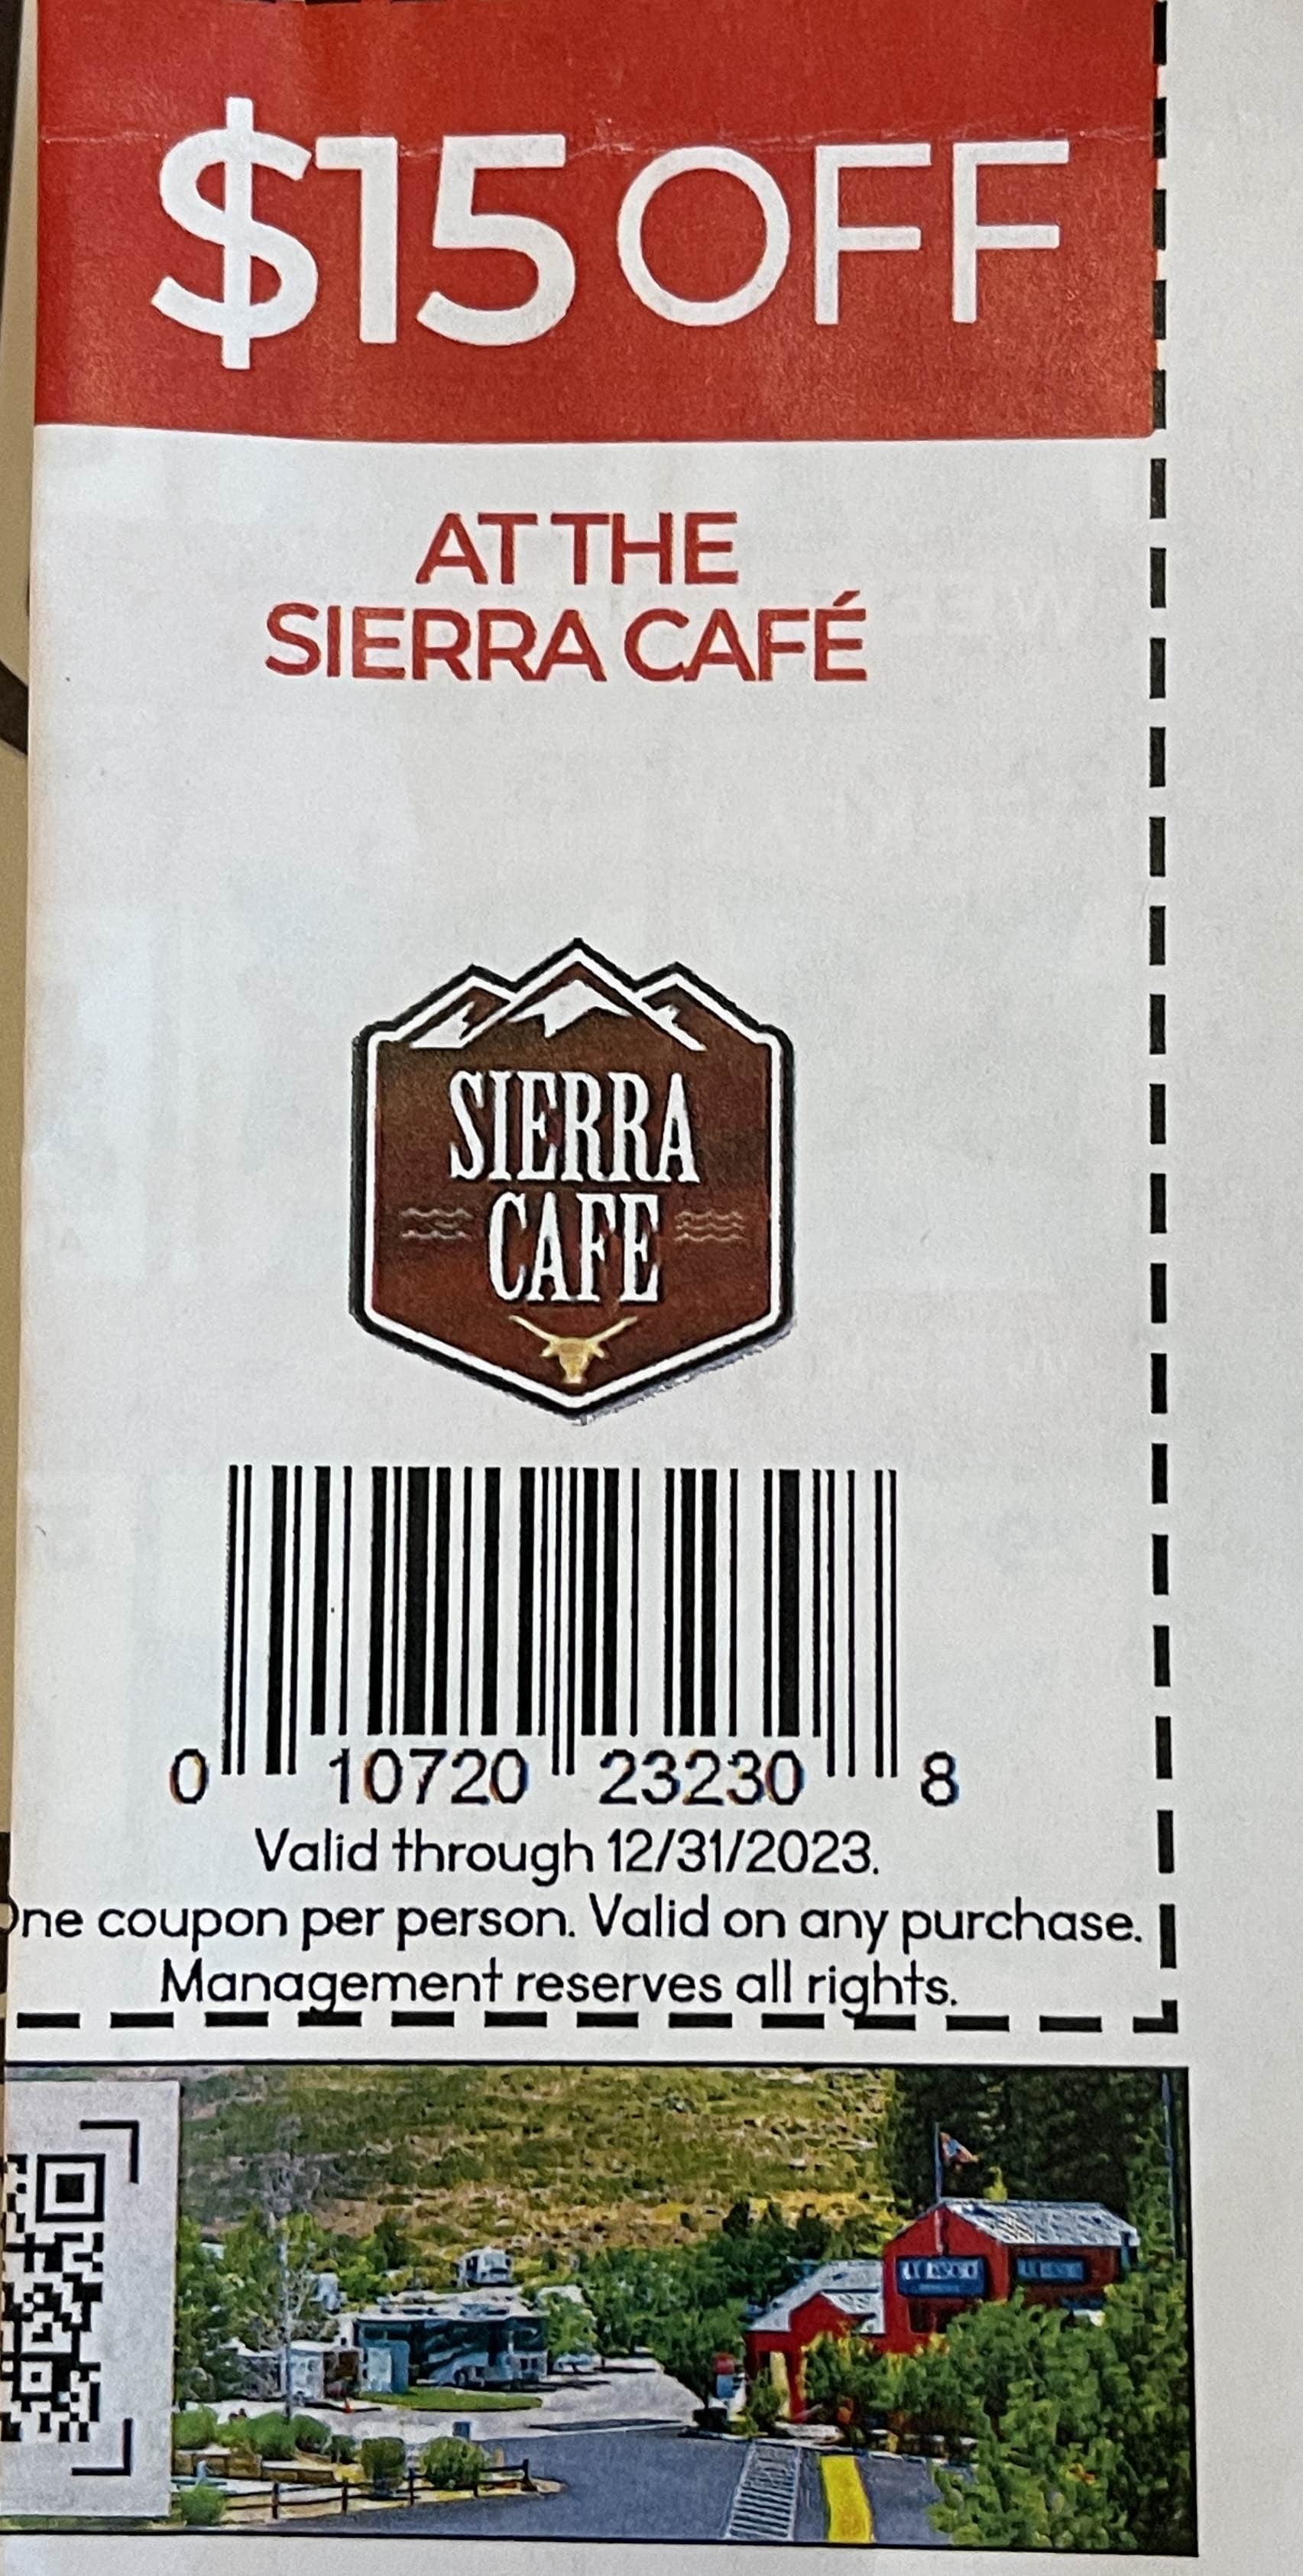 $15 OFF
AT THE
SIERRA CAFÉ
SIERRA
CAFE
0 10720 23230 8
Valid through 12/31/2023.
One coupon per person. Valid on any purchase.
Management reserves all rights.